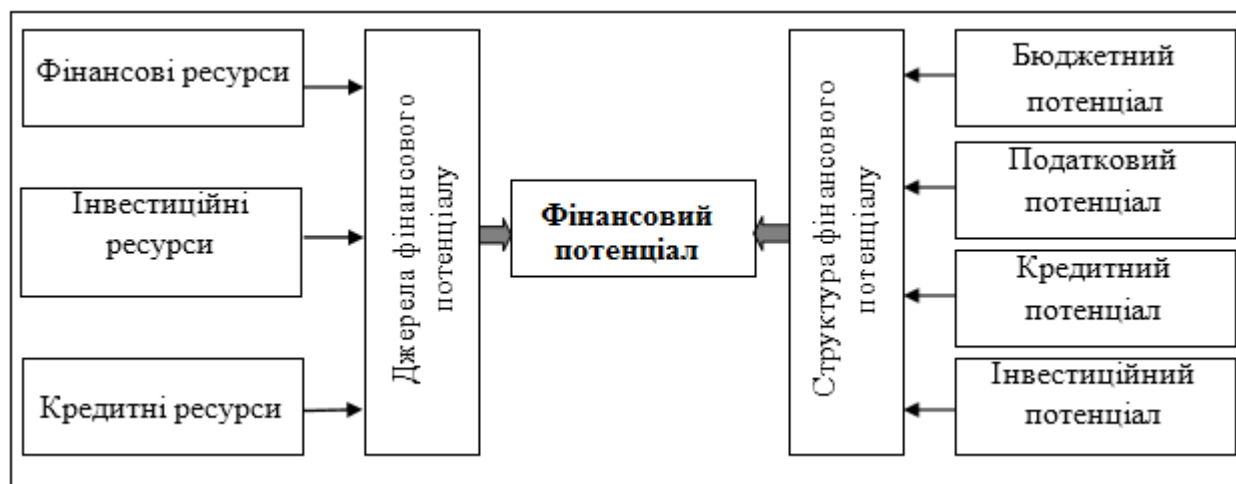 Фінансові ресурси
Інвестиційні
ресурси
Кредитні ресурси
Джерела фінансового
потенціалу
Фінансовий
потенціал
Структура фінансового
потенціалу
Бюджетний
потенціал
Податковий
потенціал
Кредитний
потенціал
Інвестиційний
потенціал